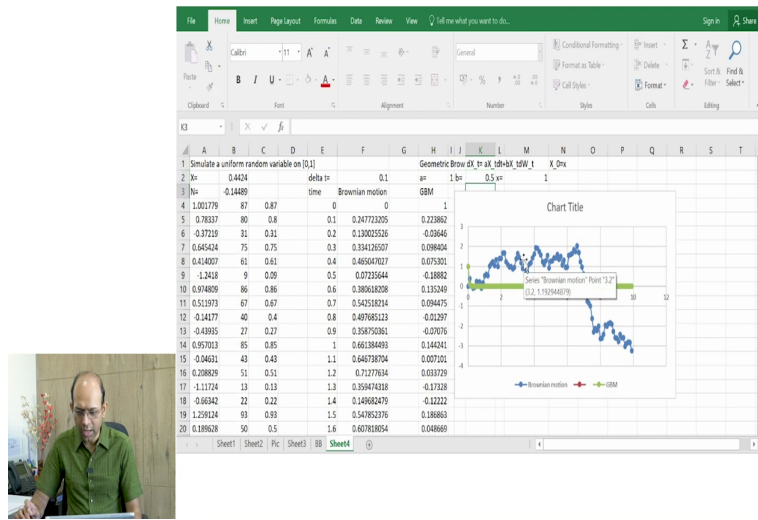 File Home Insert Page Layout Formulas Data Review View Tell me what you want to do... Sign in Share
Paste
Calibri 11 A A
B I U A
General
% ,
Conditional Formatting
Format as Table
Cell Styles
Insert
Delete
Format
Σ
Sort & Filter
Find & Select
Clipboard Font Alignment Number Styles Cells Editing
K3 fx
A B C D E F G H I J K L M N O P Q R S T
1 Simulate a uniform random variable on [0,1] Geometric Brow dX_t= aX_tdt+bX_tdW_t X_0=x
2 X= 0.4424 delta t= 0.1 a= 1 b= 0.5 x= 1
3 N= -0.14489 time Brownian motion GBM
4 1.001779 87 0.87 0 0 1
5 0.78337 80 0.8 0.1 0.247723205 0.223862
6 -0.37219 31 0.31 0.2 0.130025526 -0.03646
7 0.645424 75 0.75 0.3 0.334126507 0.098404
8 0.414007 61 0.61 0.4 0.465047027 0.075301
9 -1.2418 9 0.09 0.5 0.07235644 -0.18882
10 0.974809 86 0.86 0.6 0.380618208 0.135249
11 0.511973 67 0.67 0.7 0.542518214 0.094475
12 -0.14177 40 0.4 0.8 0.497685123 -0.01297
13 -0.43935 27 0.27 0.9 0.358750361 -0.07076
14 0.957013 85 0.85 1 0.661384493 0.144241
15 -0.04631 43 0.43 1.1 0.646738704 0.007101
16 0.208829 51 0.51 1.2 0.71277634 0.033729
17 -1.11724 13 0.13 1.3 0.359474318 -0.17328
18 -0.66342 22 0.22 1.4 0.149682479 -0.12222
19 1.259124 93 0.93 1.5 0.547852376 0.186863
20 0.189628 50 0.5 1.6 0.607818054 0.048669
Chart Title
3
2
1
0
-1
-2
-3
-4
0 2 10 12
Series "Brownian motion" Point "3.2"
(3.2, 1.192944879)
Brownian motion GBM
Sheet1 Sheet2 Pic Sheet3 BB Sheet4